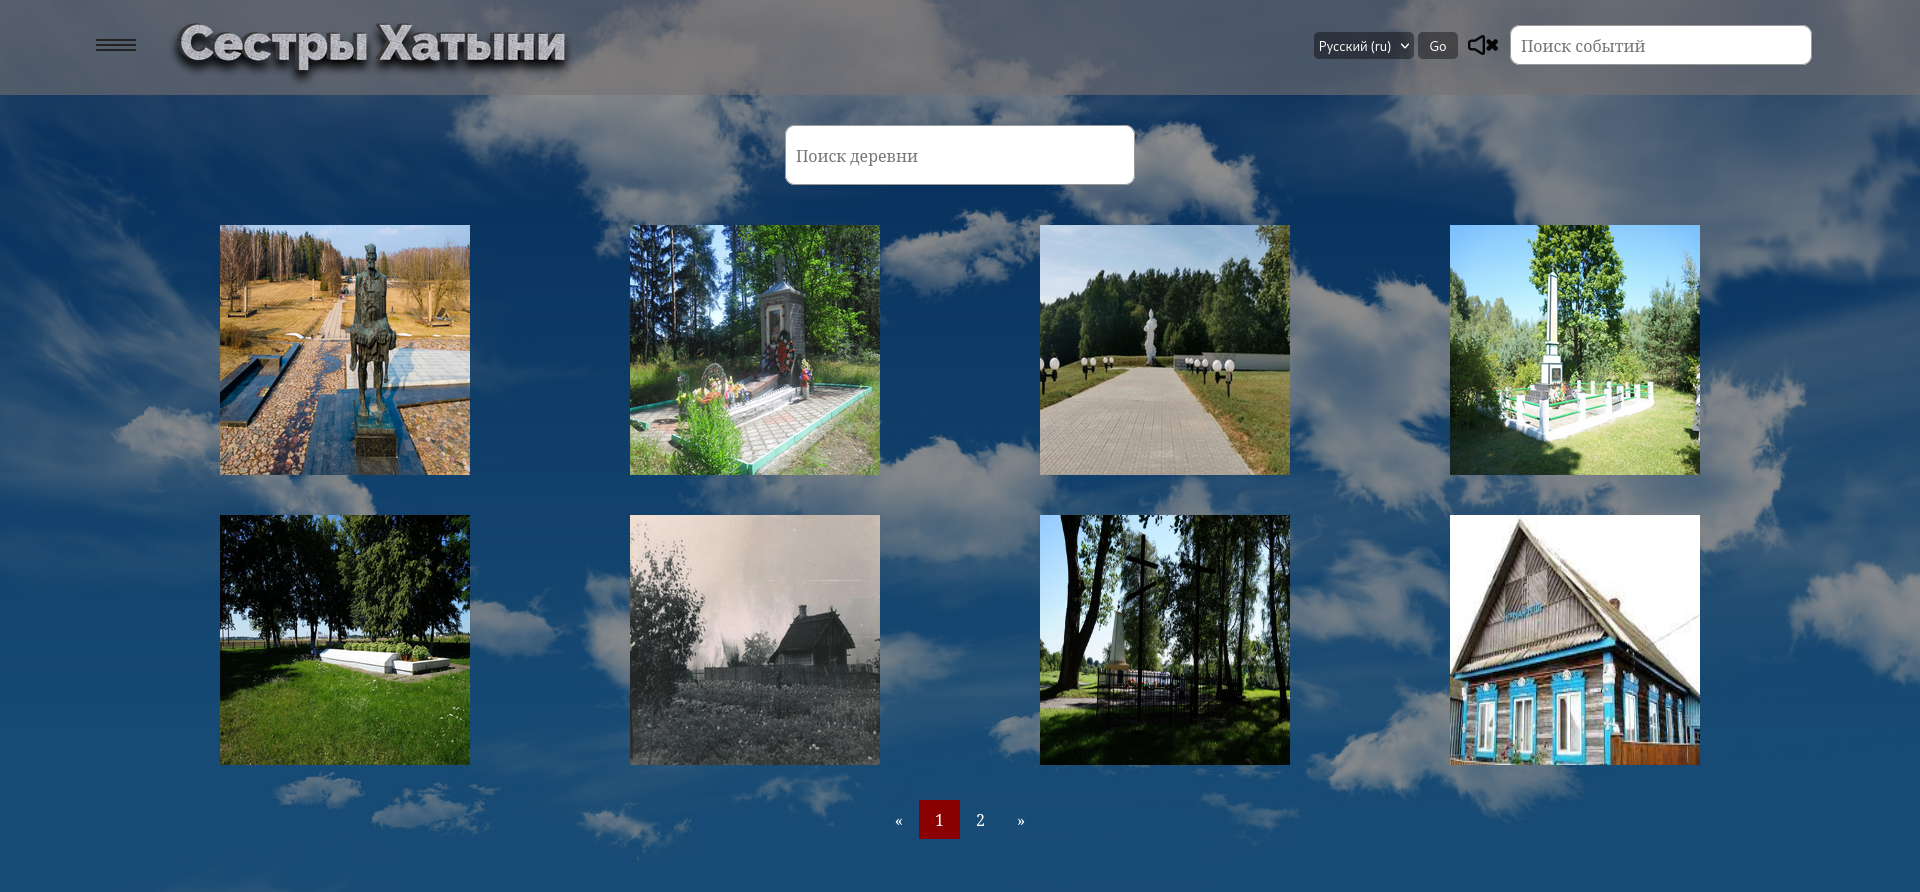 Сестры Хатыни
Русский (ru)
Go
Поиск событий
Поиск деревни
« 1 2 »